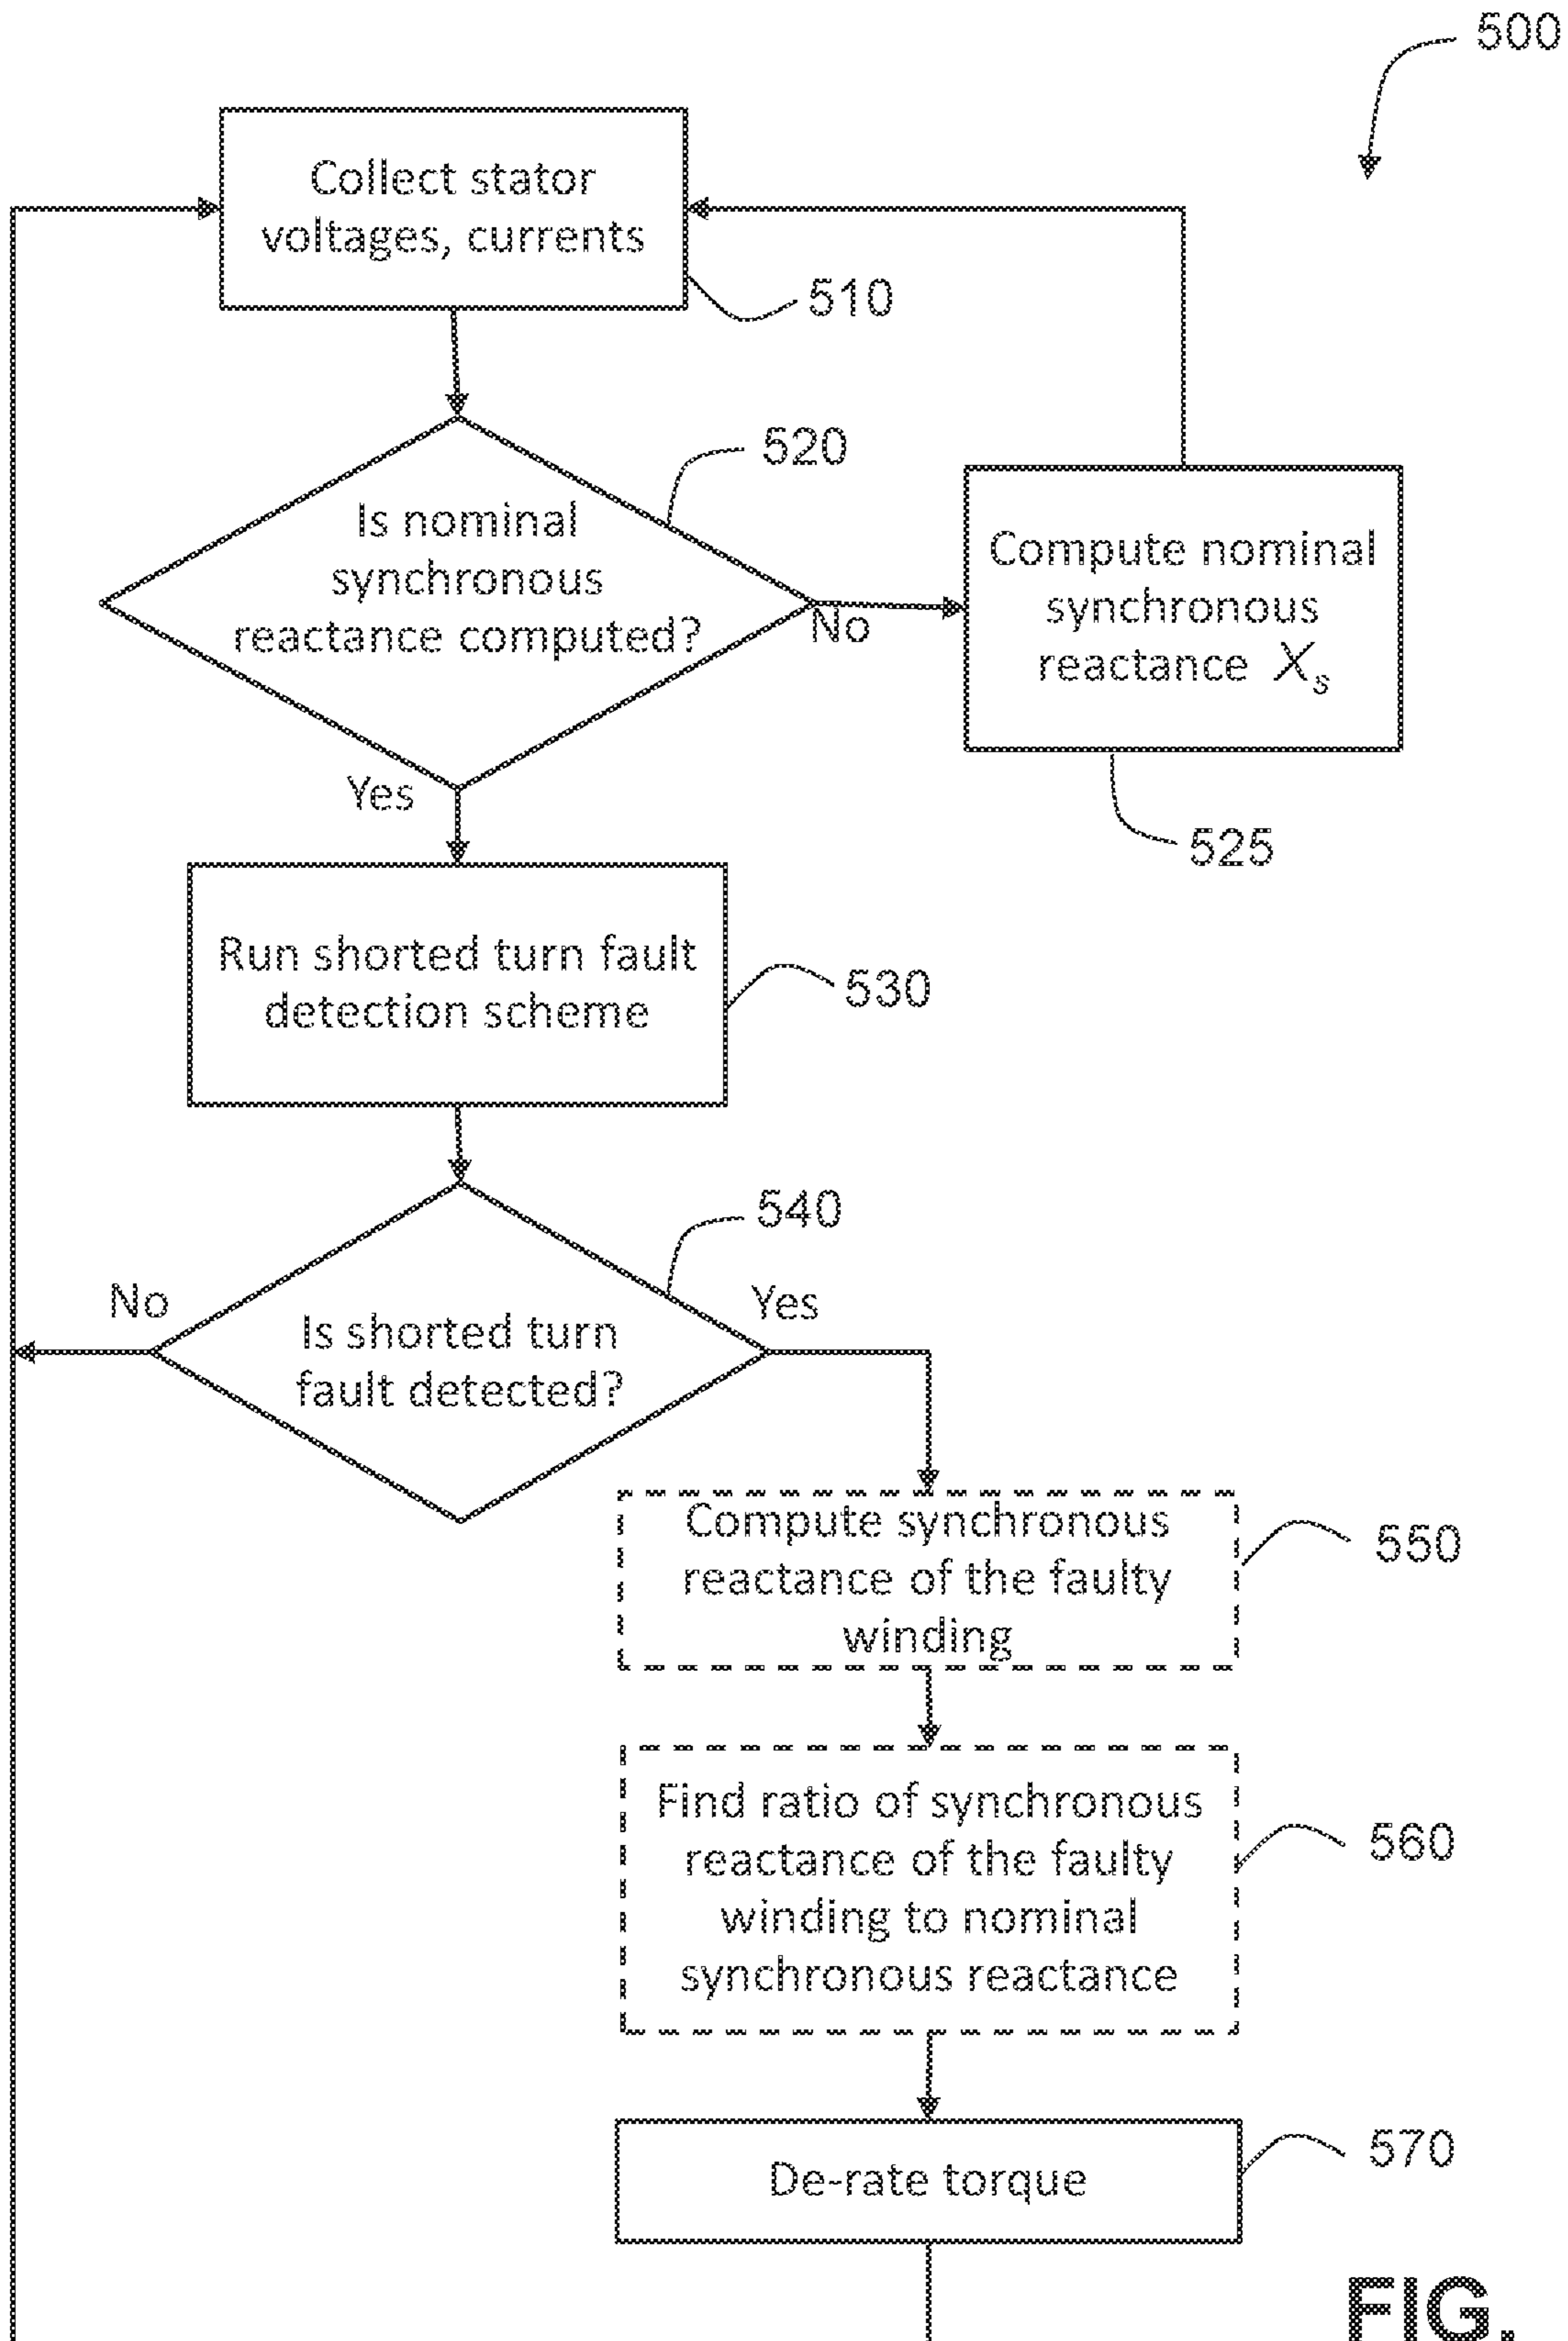 500
Collect stator
voltages, currents
510
520
Is nominal
synchronous
reactance computed?
No
Compute nominal
synchronous
reactance Xs
525
Yes
Run shorted turn fault
detection scheme
530
540
No
Yes
Is shorted turn
fault detected?
Compute synchronous
reactance of the faulty
winding
550
Find ratio of synchronous
reactance of the faulty
winding to nominal
synchronous reactance
560
De-rate torque
570
FIG.